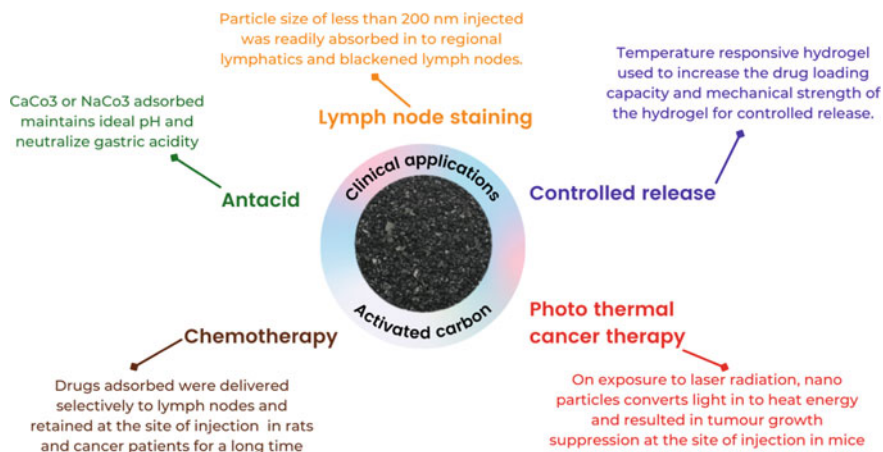 Particle size of less than 200 nm injected
was readily absorbed in to regional
lymphatics and blackened lymph nodes.
Lymph node staining
CaCo3 or NaCo3 adsorbed
maintains ideal pH and
neutralize gastric acidity
Antacid
Temperature responsive hydrogel
used to increase the drug loading
capacity and mechanical strength of
the hydrogel for controlled release.
Controlled release
Clinical applications
Activated carbon
Chemotherapy
Drugs adsorbed were delivered
selectively to lymph nodes and
retained at the site of injection in rats
and cancer patients for a long time
Photo thermal
cancer therapy
On exposure to laser radiation, nano
particles converts light in to heat energy
and resulted in tumour growth
suppression at the site of injection in mice